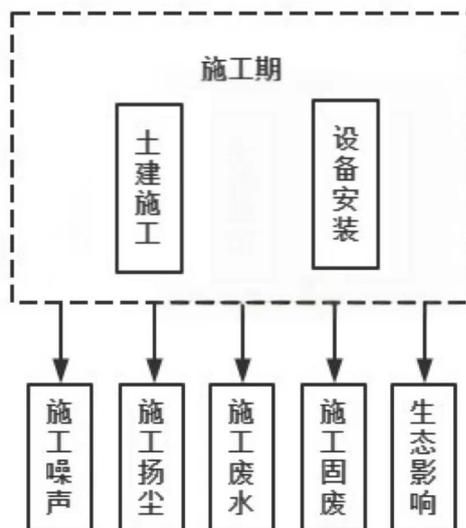 施工期
土建施工
设备安装
施工噪声
施工扬尘
施工废水
施工固废
生态影响